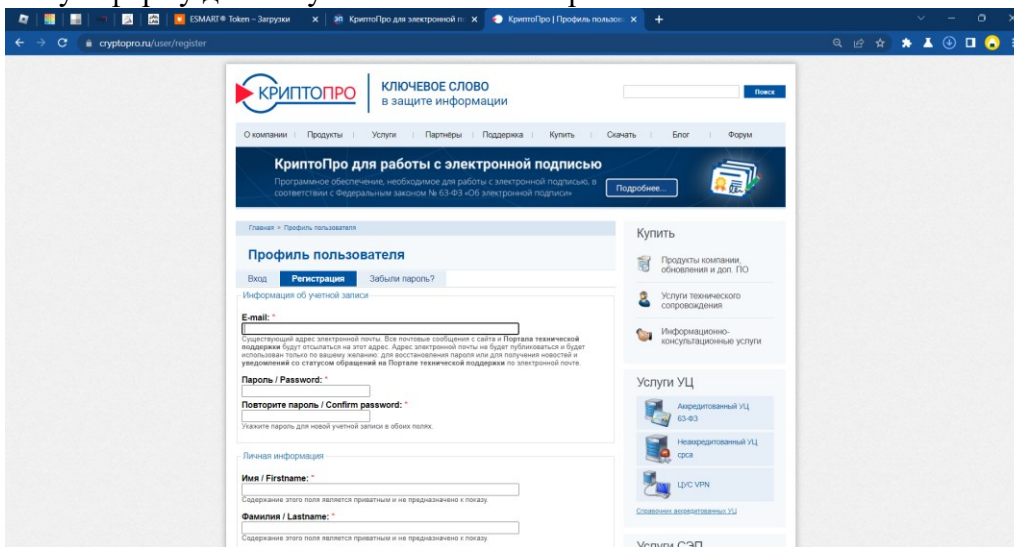 ESMART® Token – Загрузки
КриптоПро для электронной п
КриптоПро | Профиль пользов
cryptopro.ru/user/register
КРИПТОПРО
КЛЮЧЕВОЕ СЛОВО
в защите информации
Поиск
О компании
Продукты
Услуги
Партнёры
Поддержка
Купить
Скачать
Блог
Форум
КриптоПро для работы с электронной подписью
Программное обеспечение, необходимое для работы с электронной подписью, в
соответствии с Федеральным законом № 63-ФЗ «Об электронной подписи»
Подробнее...
Главная > Профиль пользователя
Профиль пользователя
Вход
Регистрация
Забыли пароль?
Информация об учетной записи
E-mail: *
Существующий адрес электронной почты. Все почтовые сообщения с сайта и Портала технической
поддержки будут отсылаться на этот адрес. Адрес электронной почты не будет публиковаться и будет
использован только по вашему желанию: для восстановления пароля или для получения новостей и
уведомлений со статусом обращений на Портале технической поддержки по электронной почте.
Пароль / Password: *
Повторите пароль / Confirm password: *
Укажите пароль для новой учетной записи в обоих полях.
Личная информация
Имя / Firstname: *
Содержание этого поля является приватным и не предназначено к показу.
Фамилия / Lastname: *
Содержание этого поля является приватным и не предназначено к показу.
Купить
Продукты компании,
обновления и доп. ПО
Услуги технического
сопровождения
Информационно-
консультационные услуги
Услуги УЦ
Аккредитованный УЦ
63-ФЗ
Неаккредитованный УЦ
срса
ЦУС VPN
Справочник аккредитованных УЦ
Услуги СЭП